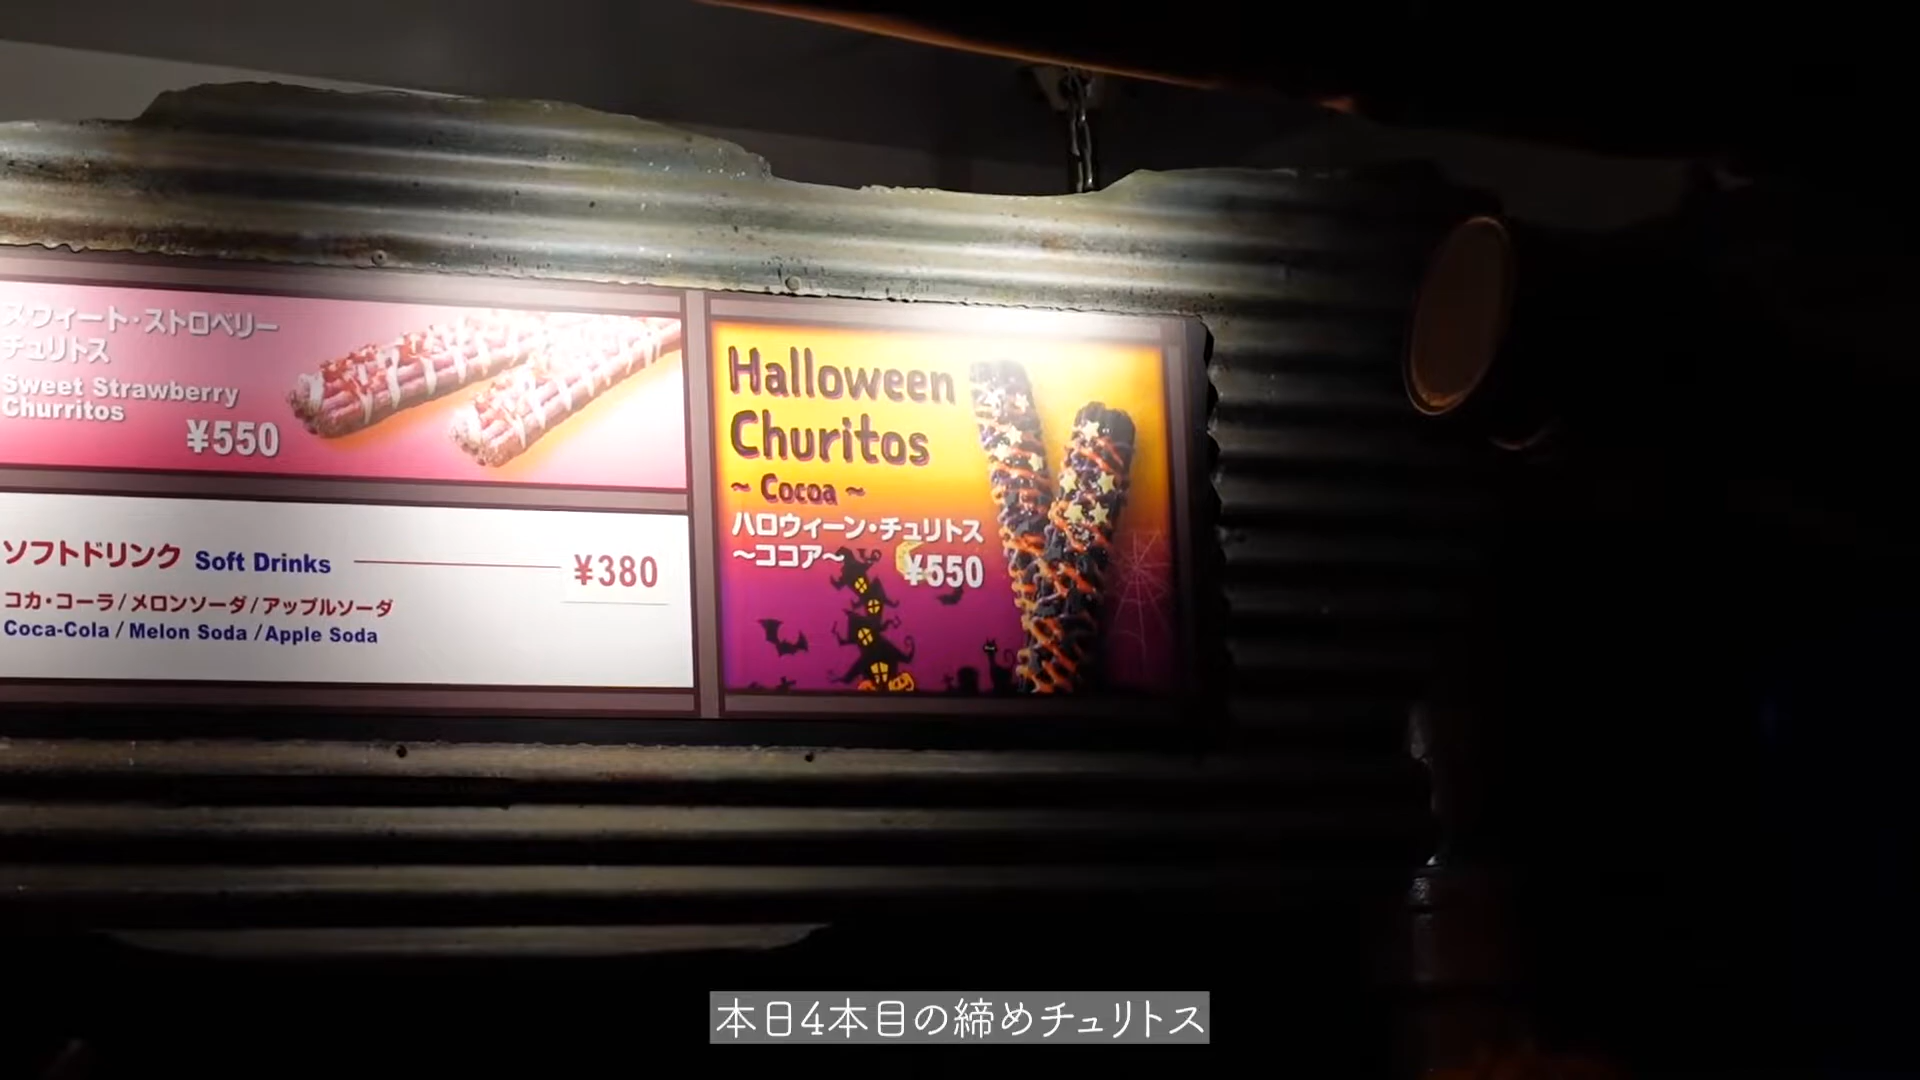 スウィート・ストロベリー
チュリトス
Sweet Strawberry
Churritos
¥550
ソフトドリンク Soft Drinks ¥380
コカ・コーラ/メロンソーダ/アップルソーダ
Coca-Cola / Melon Soda / Apple Soda
Halloween
Churitos
~ Cocoa ~
ハロウィーン・チュリトス
〜ココア〜
¥550
本日4本目の締めチュリトス